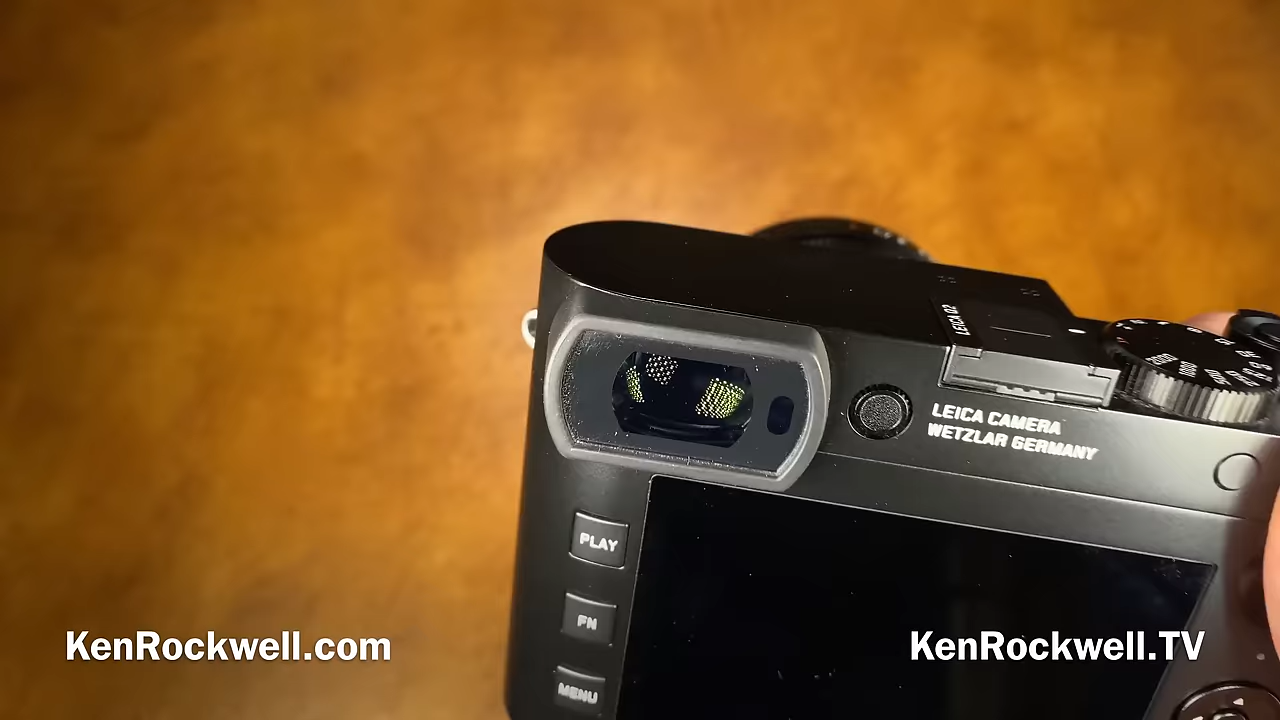 LEICA Q2
LEICA CAMERA
WETZLAR GERMANY
PLAY
FN
MENU
KenRockwell.com
KenRockwell.TV